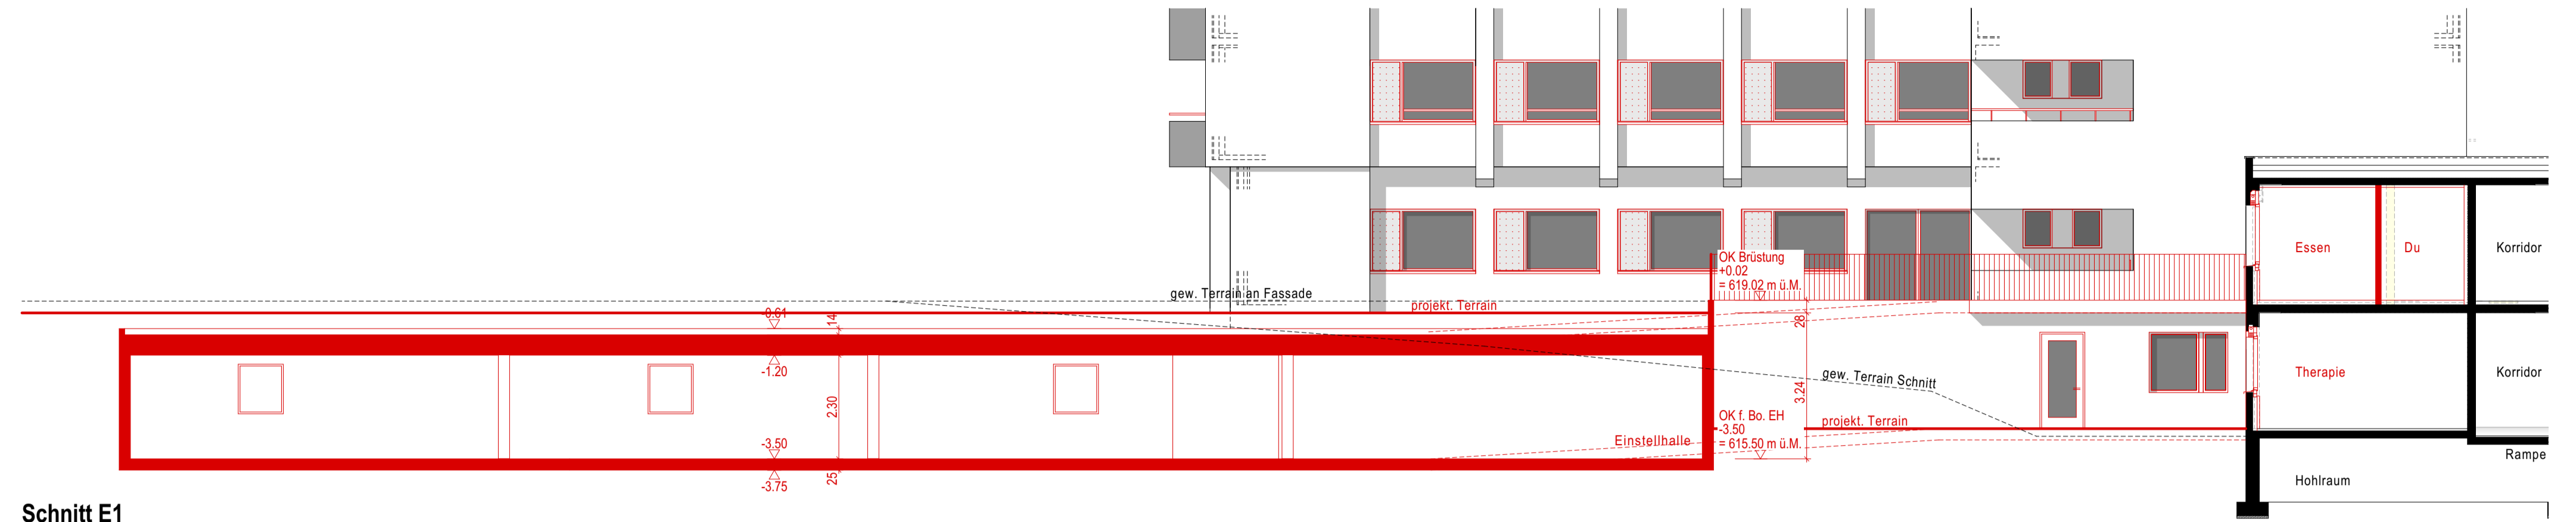 OK Brüstung
+0.02
= 619.02 m ü.M.
Essen
Du
Korridor
gew. Terrain an Fassade
projekt. Terrain
-0.61
14
28
-1.20
gew. Terrain Schnitt
Therapie
Korridor
2.30
3.24
OK f. Bo. EH
-3.50
= 615.50 m ü.M.
projekt. Terrain
Einstellhalle
-3.50
Rampe
25
-3.75
Hohlraum
Schnitt E1